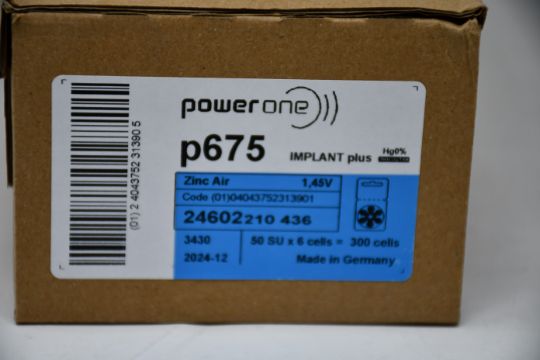 power one
p675
IMPLANT plus
Hg0%
Zinc Air 1,45V
Code (01)04043752313901
24602210 436
3430 50 SU x 6 cells = 300 cells
2024-12 Made in Germany
(01) 2 4043752 31390 5